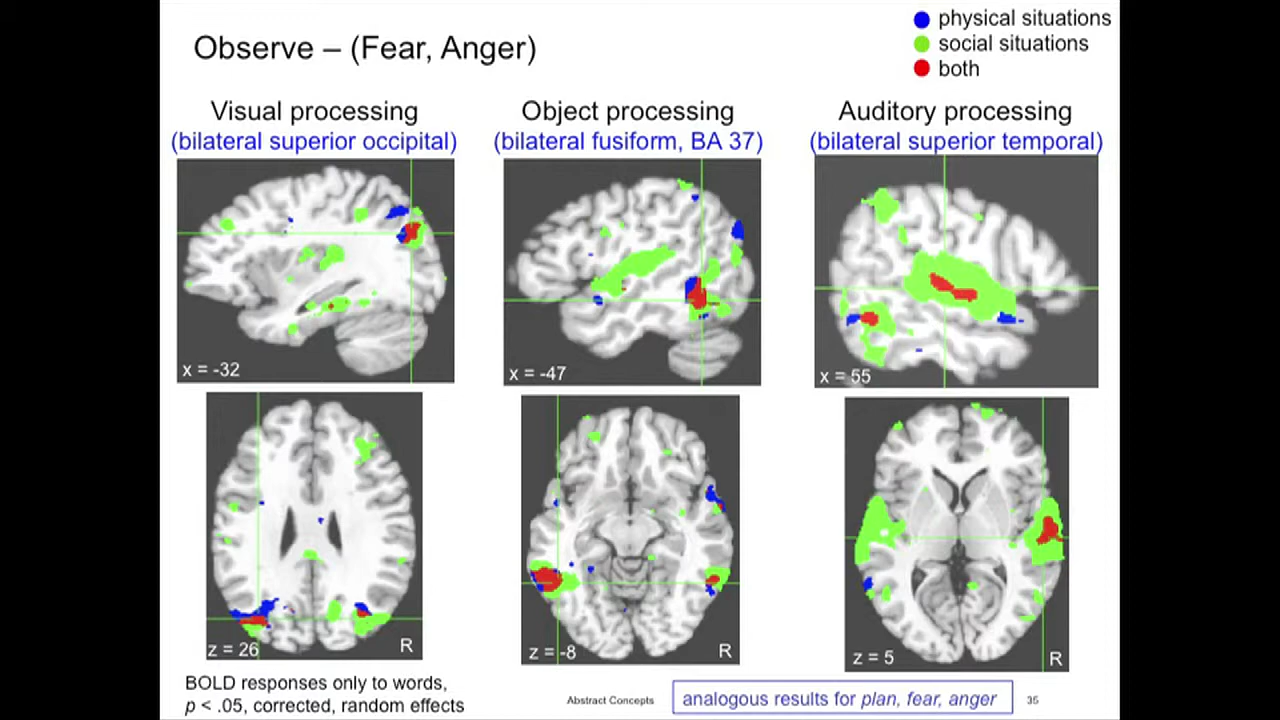 Observe – (Fear, Anger)
physical situations
social situations
both
Visual processing
(bilateral superior occipital)
Object processing
(bilateral fusiform, BA 37)
Auditory processing
(bilateral superior temporal)
x = -32
x = -47
x = 55
z = 26
R
z = -8
R
z = 5
R
BOLD responses only to words,
p < .05, corrected, random effects
Abstract Concepts
analogous results for plan, fear, anger
35